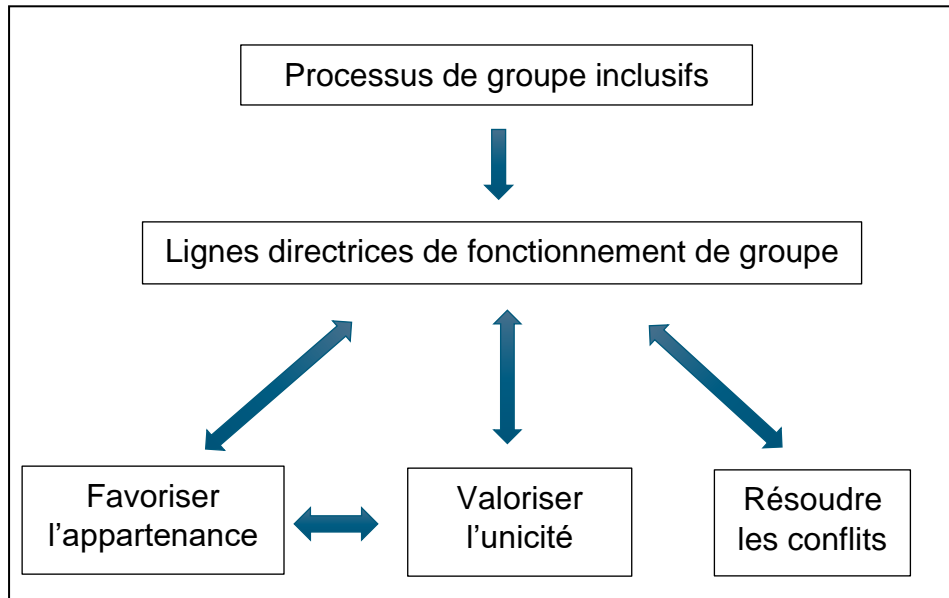 Processus de groupe inclusifs
Lignes directrices de fonctionnement de groupe
Favoriser
l’appartenance
Valoriser
l’unicité
Résoudre
les conflits